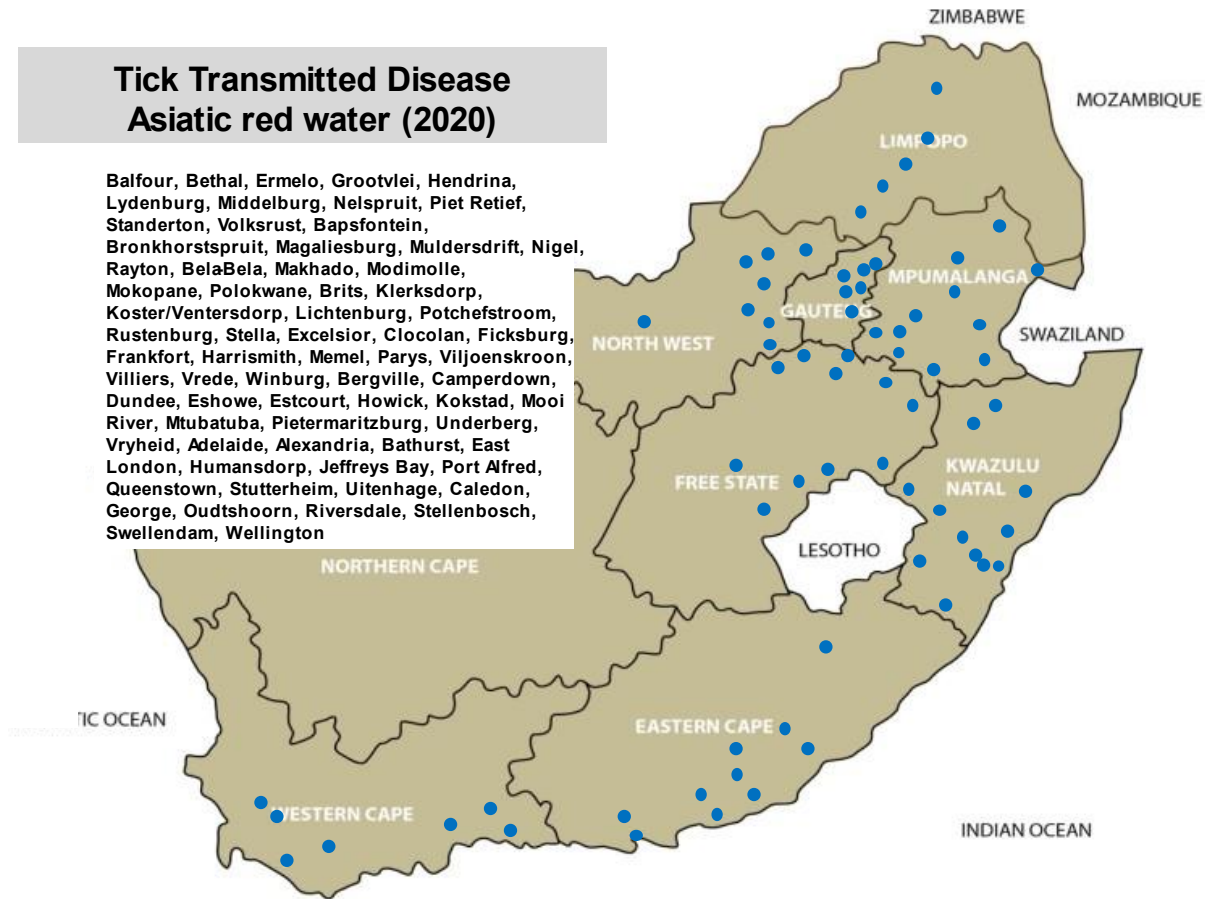 ZIMBABWE
Tick Transmitted Disease
Asiatic red water (2020)
MOZAMBIQUE
LIMPOPO
Balfour, Bethal, Ermelo, Grootvlei, Hendrina,
Lydenburg, Middelburg, Nelspruit, Piet Retief,
Standerton, Volksrust, Bapsfontein,
Bronkhorstspruit, Magaliesburg, Muldersdrift, Nigel,
Rayton, Bela-Bela, Makhado, Modimolle,
Mokopane, Polokwane, Brits, Klerksdorp,
Koster/Ventersdorp, Lichtenburg, Potchefstroom,
Rustenburg, Stella, Excelsior, Clocolan, Ficksburg,
Frankfort, Harrismith, Memel, Parys, Viljoenskroon,
Villiers, Vrede, Winburg, Bergville, Camperdown,
Dundee, Eshowe, Estcourt, Howick, Kokstad, Mooi
River, Mtubatuba, Pietermaritzburg, Underberg,
Vryheid, Adelaide, Alexandria, Bathurst, East
London, Humansdorp, Jeffreys Bay, Port Alfred,
Queenstown, Stutterheim, Uitenhage, Caledon,
George, Oudtshoorn, Riversdale, Stellenbosch,
Swellendam, Wellington
MPUMALANGA
GAUTENG
SWAZILAND
NORTH WEST
KWAZULU
NATAL
FREE STATE
LESOTHO
NORTHERN CAPE
TIC OCEAN
EASTERN CAPE
WESTERN CAPE
INDIAN OCEAN